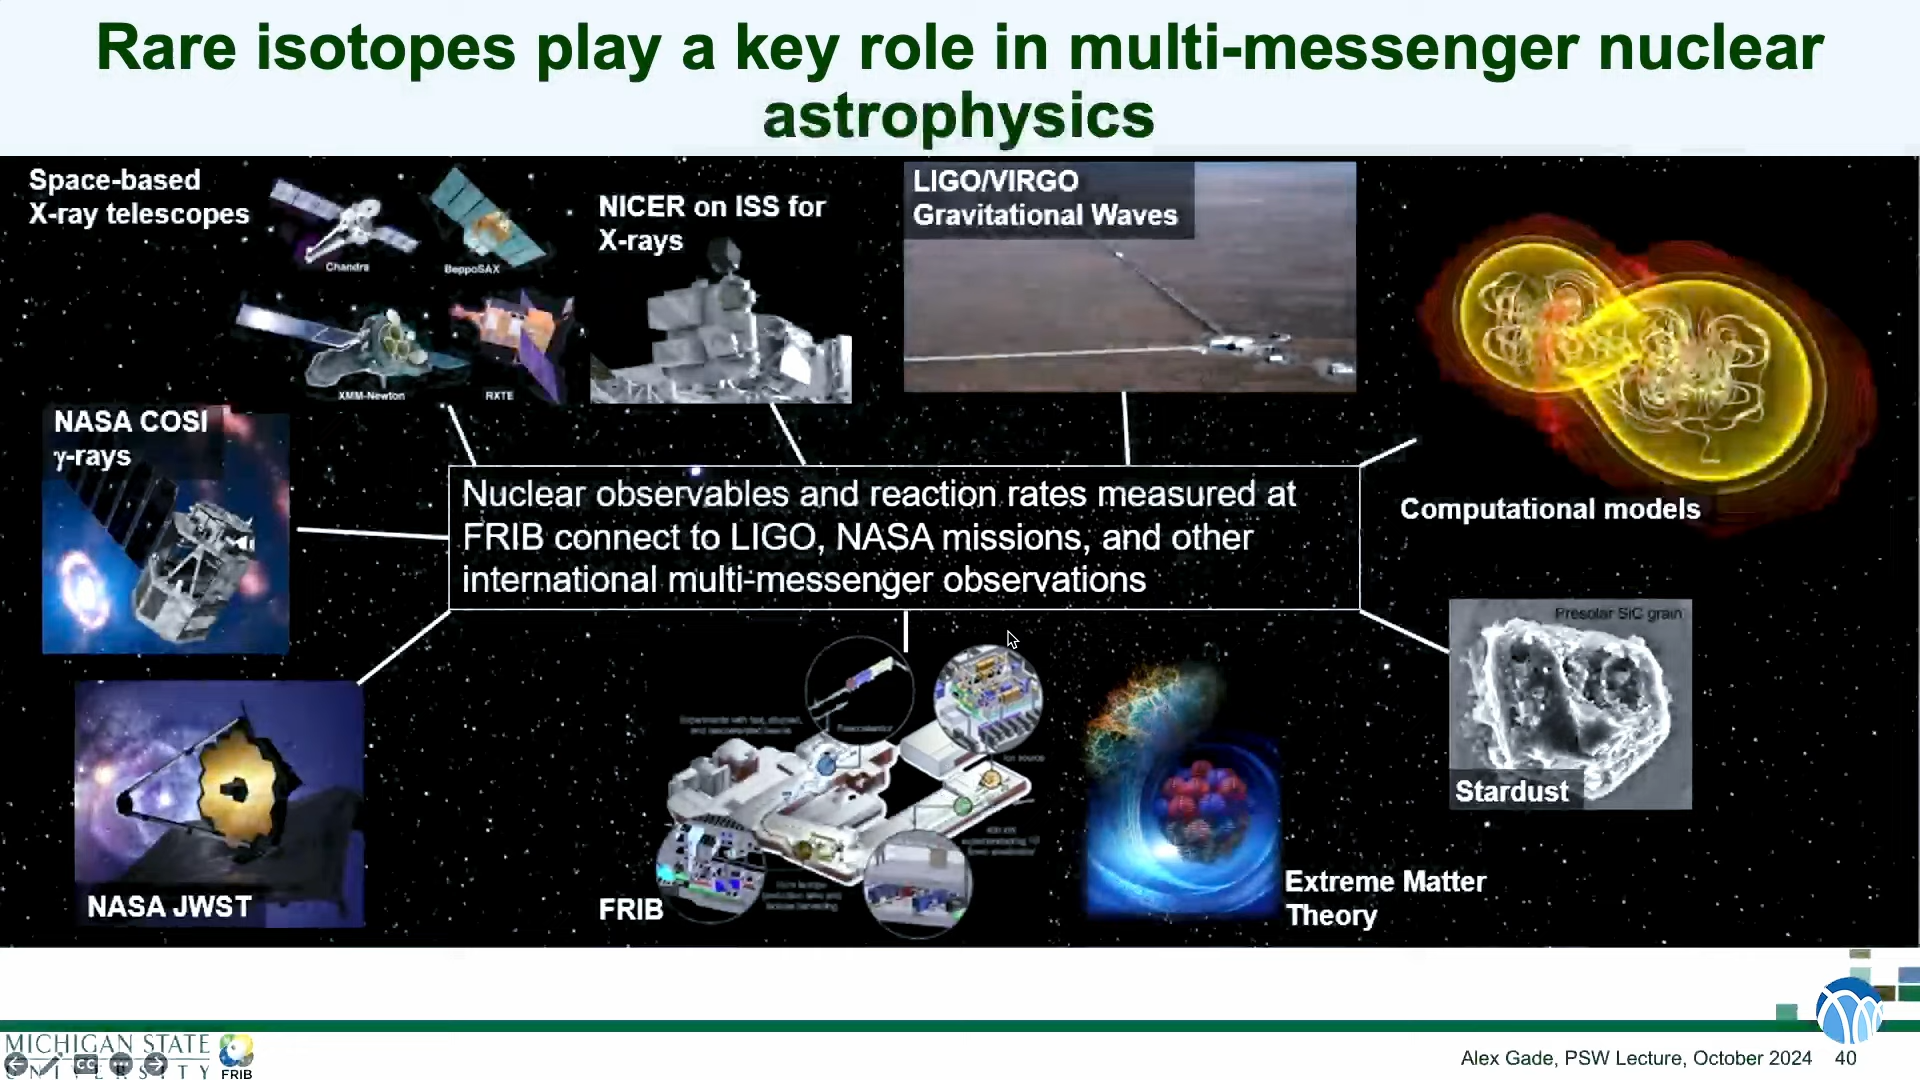 Rare isotopes play a key role in multi-messenger nuclear
astrophysics
Space-based
X-ray telescopes
Chandra
BeppoSAX
XMM-Newton
RXTE
NICER on ISS for
X-rays
LIGO/VIRGO
Gravitational Waves
NASA COSI
γ-rays
Nuclear observables and reaction rates measured at
FRIB connect to LIGO, NASA missions, and other
international multi-messenger observations
Computational models
Presolar SiC grain
Stardust
NASA JWST
FRIB
Extreme Matter
Theory
MICHIGAN STATE
UNIVERSITY
FRIB
Alex Gade, PSW Lecture, October 2024 40